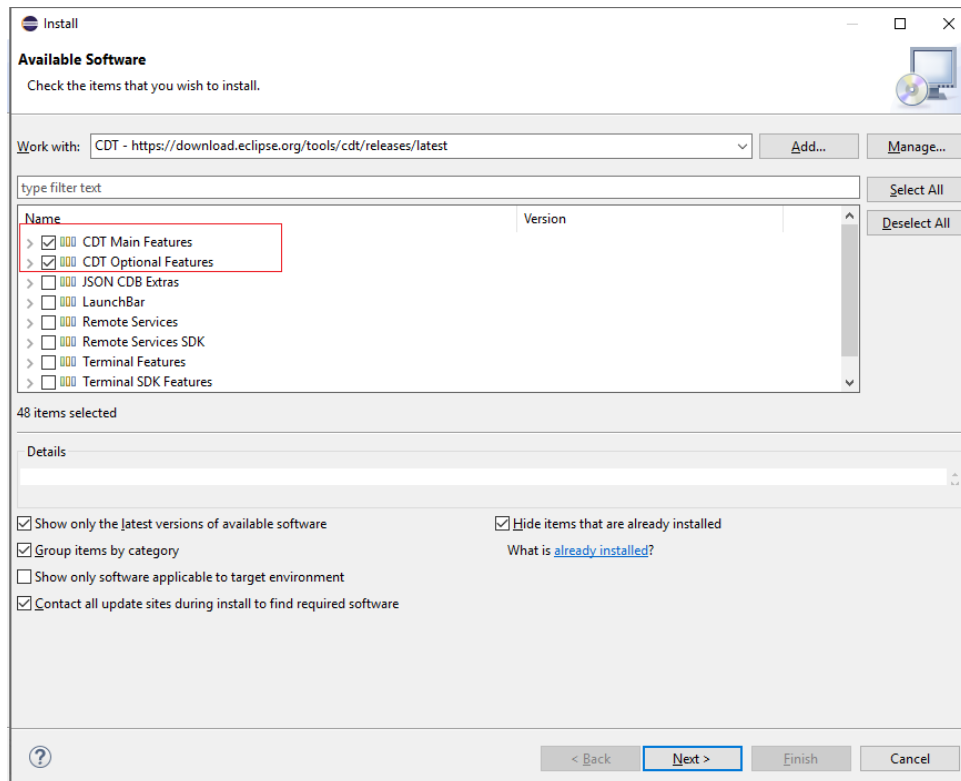 Install
Available Software
Check the items that you wish to install.
Work with: CDT - https://download.eclipse.org/tools/cdt/releases/latest Add... Manage...
type filter text Select All
Name Version Deselect All
CDT Main Features
CDT Optional Features
JSON CDB Extras
LaunchBar
Remote Services
Remote Services SDK
Terminal Features
Terminal SDK Features
48 items selected
Details
Show only the latest versions of available software Hide items that are already installed
Group items by category What is already installed?
Show only software applicable to target environment
Contact all update sites during install to find required software
? < Back Next > Finish Cancel